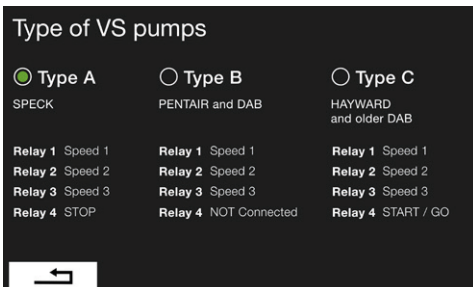 Type of VS pumps
Type A
SPECK
Relay 1 Speed 1
Relay 2 Speed 2
Relay 3 Speed 3
Relay 4 STOP
Type B
PENTAIR and DAB
Relay 1 Speed 1
Relay 2 Speed 2
Relay 3 Speed 3
Relay 4 NOT Connected
Type C
HAYWARD
and older DAB
Relay 1 Speed 1
Relay 2 Speed 2
Relay 3 Speed 3
Relay 4 START / GO